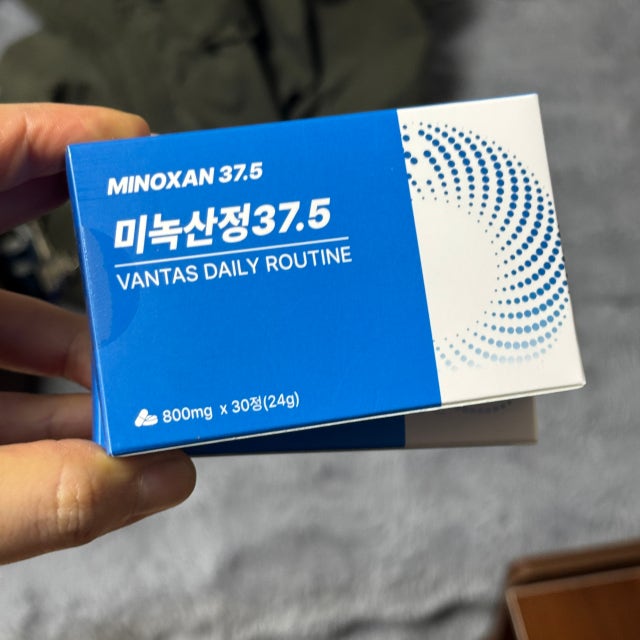 MINOXAN 37.5
미녹산정37.5
VANTAS DAILY ROUTINE
800mg x 30정(24g)